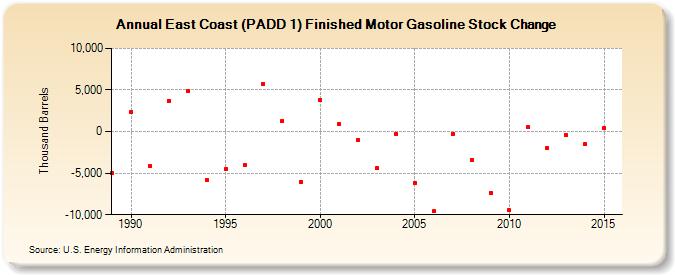 Annual East Coast (PADD 1) Finished Motor Gasoline Stock Change
Thousand Barrels
10,000
5,000
0
-5,000
-10,000
1990 1995 2000 2005 2010 2015
Source: U.S. Energy Information Administration